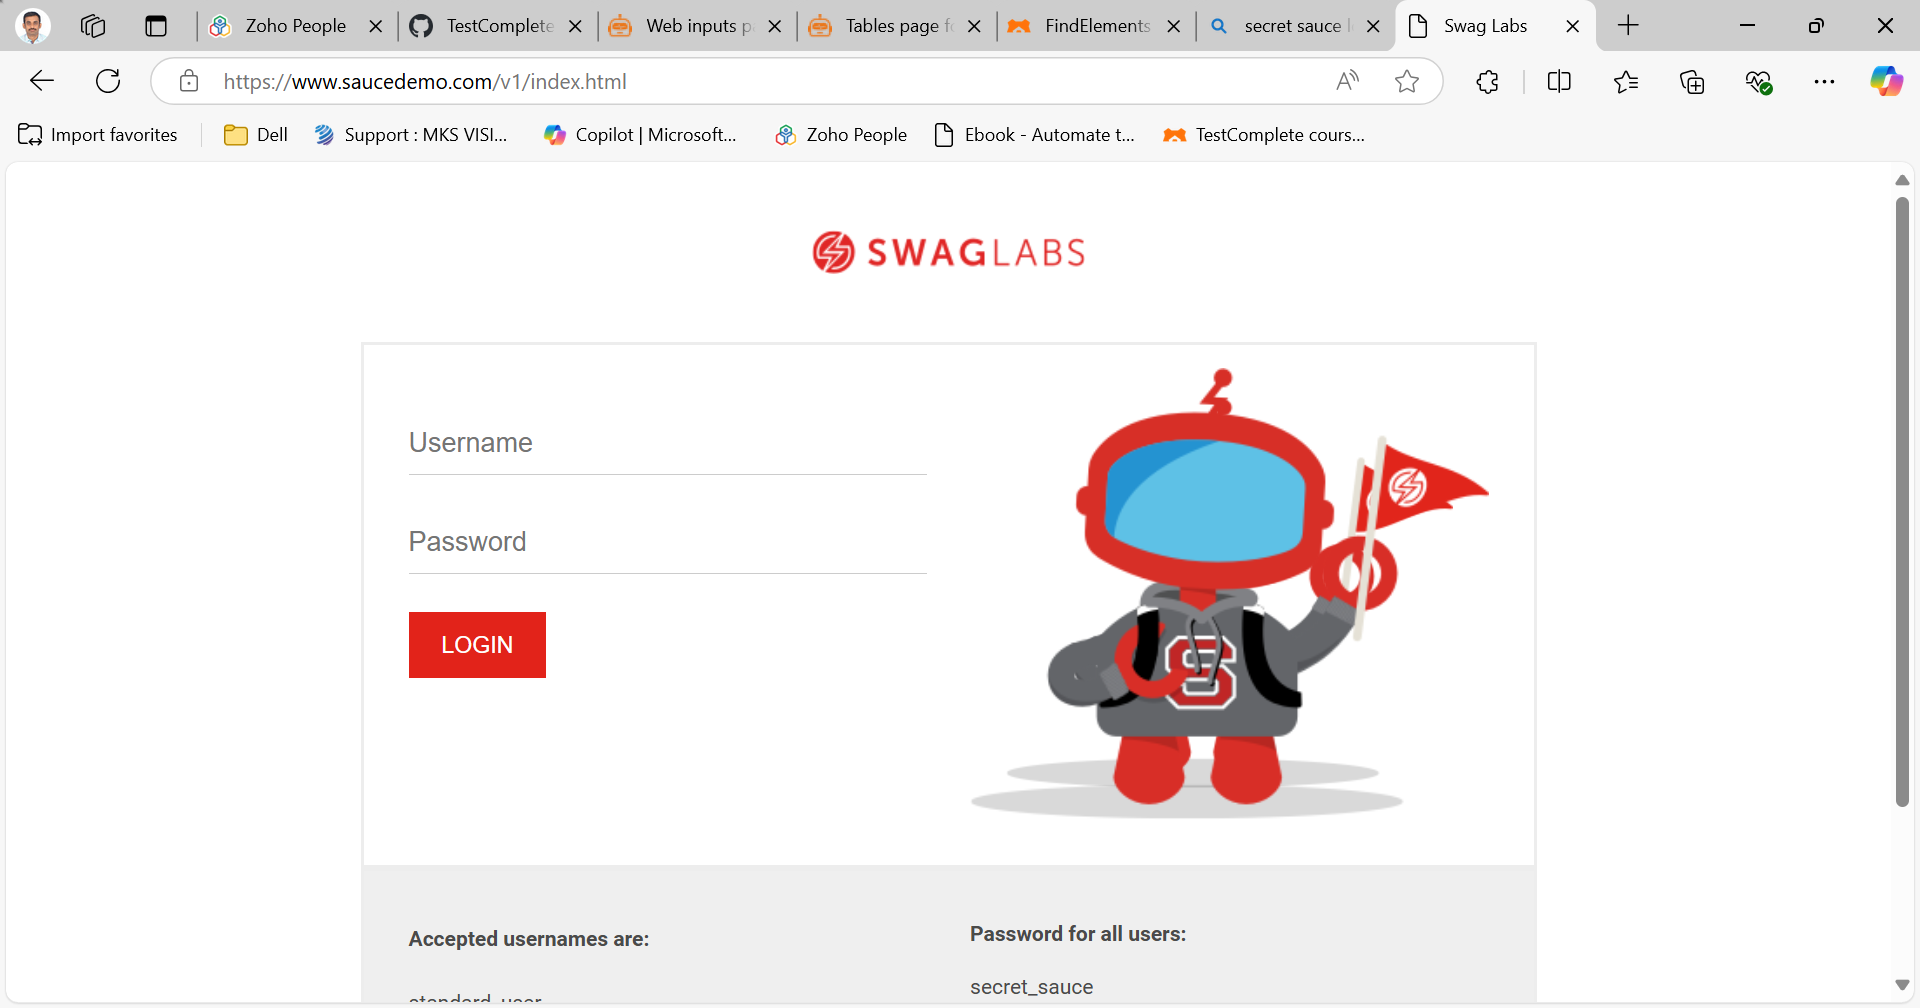 Zoho People
TestComplete
Web inputs p
Tables page fo
FindElements
secret sauce l
Swag Labs
https://www.saucedemo.com/v1/index.html
Import favorites
Dell
Support : MKS VISI...
Copilot | Microsoft...
Zoho People
Ebook - Automate t...
TestComplete cours...
SWAGLABS
Username
Password
LOGIN
S
Accepted usernames are:
standard_user
Password for all users:
secret_sauce